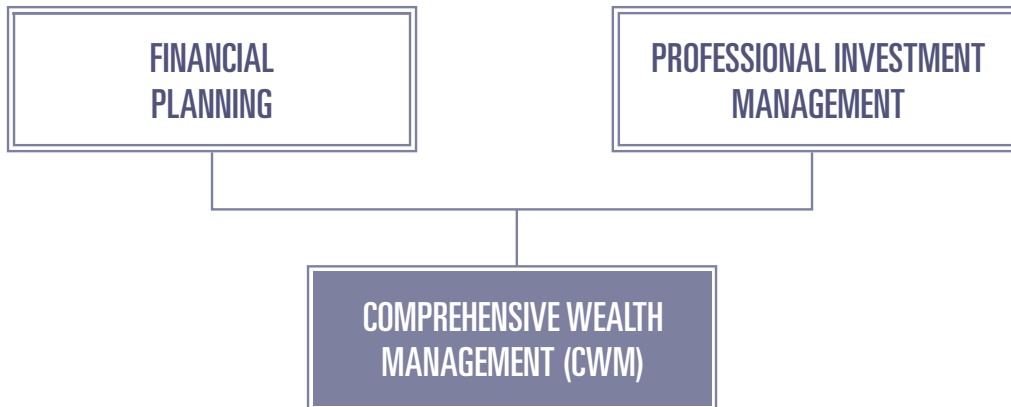 FINANCIAL
PLANNING
PROFESSIONAL INVESTMENT
MANAGEMENT
COMPREHENSIVE WEALTH
MANAGEMENT (CWM)